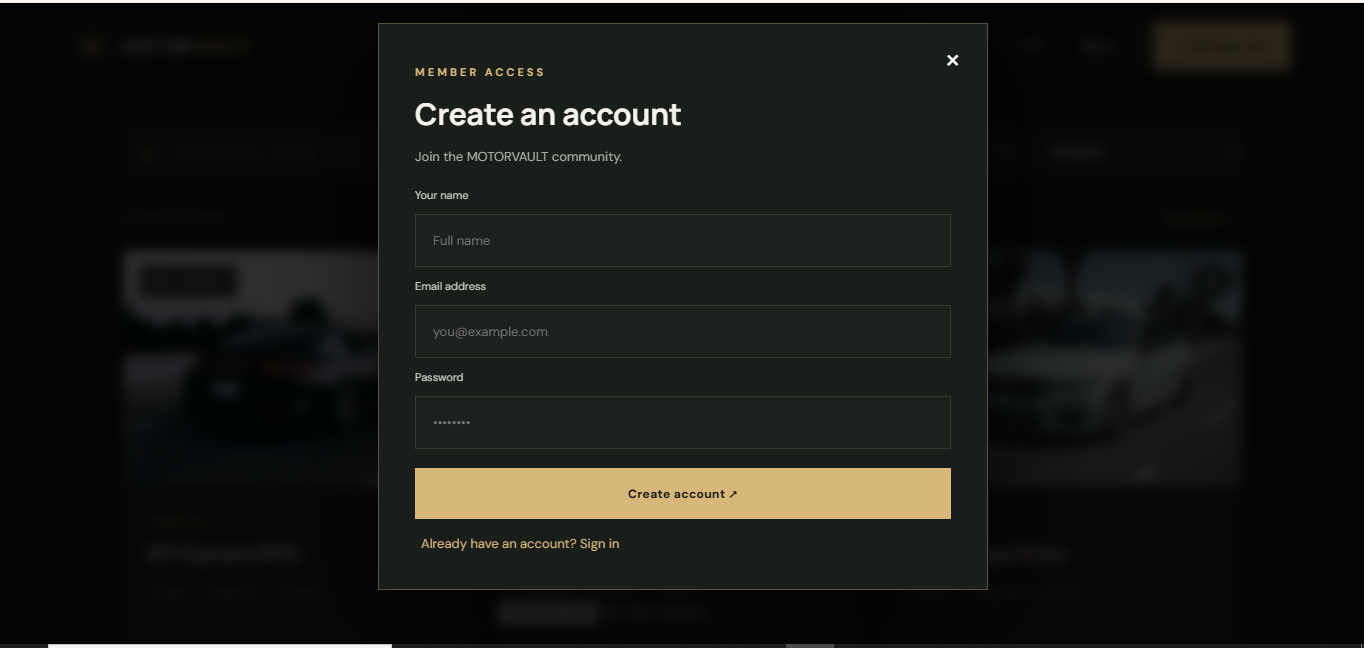 MEMBER ACCESS
×
Create an account
Join the MOTORVAULT community.
Your name
Full name
Email address
you@example.com
Password
••••••••
Create account ↗
Already have an account? Sign in